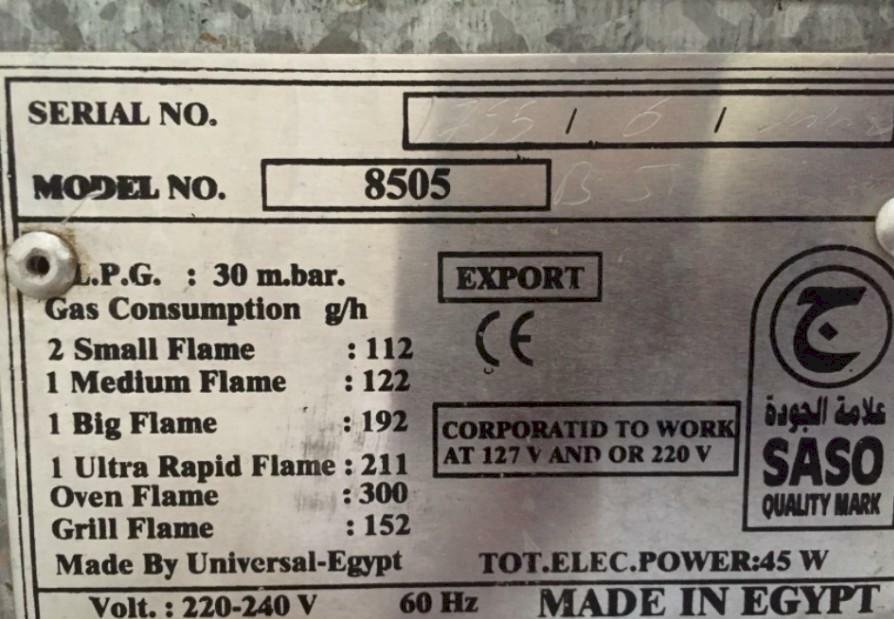 SERIAL NO. / 6 /
MODEL NO. 8505
L.P.G. : 30 m.bar.
EXPORT
Gas Consumption g/h
CE
2 Small Flame : 112
1 Medium Flame : 122
1 Big Flame : 192
CORPORATID TO WORK
AT 127 V AND OR 220 V
1 Ultra Rapid Flame : 211
Oven Flame : 300
Grill Flame : 152
ج
علامة الجودة
SASO
QUALITY MARK
Made By Universal-Egypt TOT.ELEC.POWER:45 W
Volt. : 220-240 V 60 Hz MADE IN EGYPT